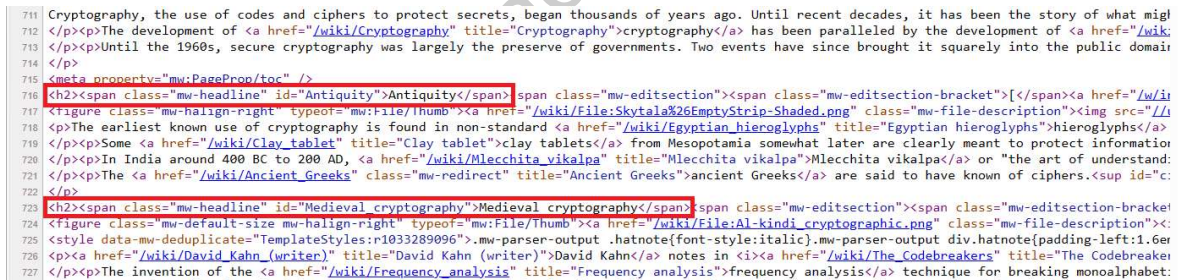 711 Cryptography, the use of codes and ciphers to protect secrets, began thousands of years ago. Until recent decades, it has been the story of what
712 </p><p>The development of <a href="/wiki/Cryptography" title="Cryptography">cryptography</a> has been paralleled by the development of <a href="/wik
713 </p><p>Until the 1960s, secure cryptography was largely the preserve of governments. Two events have since brought it squarely into the public
714 </p>
715 <meta property="mw:PageProp/toc" />
716 <h2><span class="mw-headline" id="Antiquity">Antiquity</span> span class="mw-editsection"><span class="mw-editsection-bracket">[</span><a href="/w/in
717 <figure class="mw-halign-right" typeof="mw:File/Thumb"><a href="/wiki/File:Skytala%26EmptyStrip-Shaded.png" class="mw-file-description"><img src="//u
718 <p>The earliest known use of cryptography is found in non-standard <a href="/wiki/Egyptian_hieroglyphs" title="Egyptian hieroglyphs">hieroglyphs</a>
719 </p><p>Some <a href="/wiki/Clay_tablet" title="Clay tablet">clay tablets</a> from Mesopotamia somewhat later are clearly meant to protect information
720 </p><p>In India around 400 BC to 200 AD, <a href="/wiki/Mlecchita_vikalpa" title="Mlecchita vikalpa">Mlecchita vikalpa</a> or "the art of understand
721 </p><p>The <a href="/wiki/Ancient_Greeks" class="mw-redirect" title="Ancient Greeks">ancient Greeks</a> are said to have known of ciphers.<sup id="c
722 </p>
723 <h2><span class="mw-headline" id="Medieval_cryptography">Medieval cryptography</span> span class="mw-editsection"><span class="mw-editsection-bracket
724 <figure class="mw-default-size mw-halign-right" typeof="mw:File/Thumb"><a href="/wiki/File:Al-kindi_cryptographic.png" class="mw-file-description"><
725 <style data-mw-deduplicate="TemplateStyles:r1033289096">.mw-parser-output .hatnote{font-style:italic}.mw-parser-output div.hatnote{padding-left:1.6em
726 <p><a href="/wiki/David_Kahn_(writer)" title="David Kahn (writer)">David Kahn</a> notes in <i><a href="/wiki/The_Codebreakers" title="The Codebreaker
727 </p><p>The invention of the <a href="/wiki/Frequency_analysis" title="Frequency analysis">frequency analysis</a> technique for breaking monoalphabet